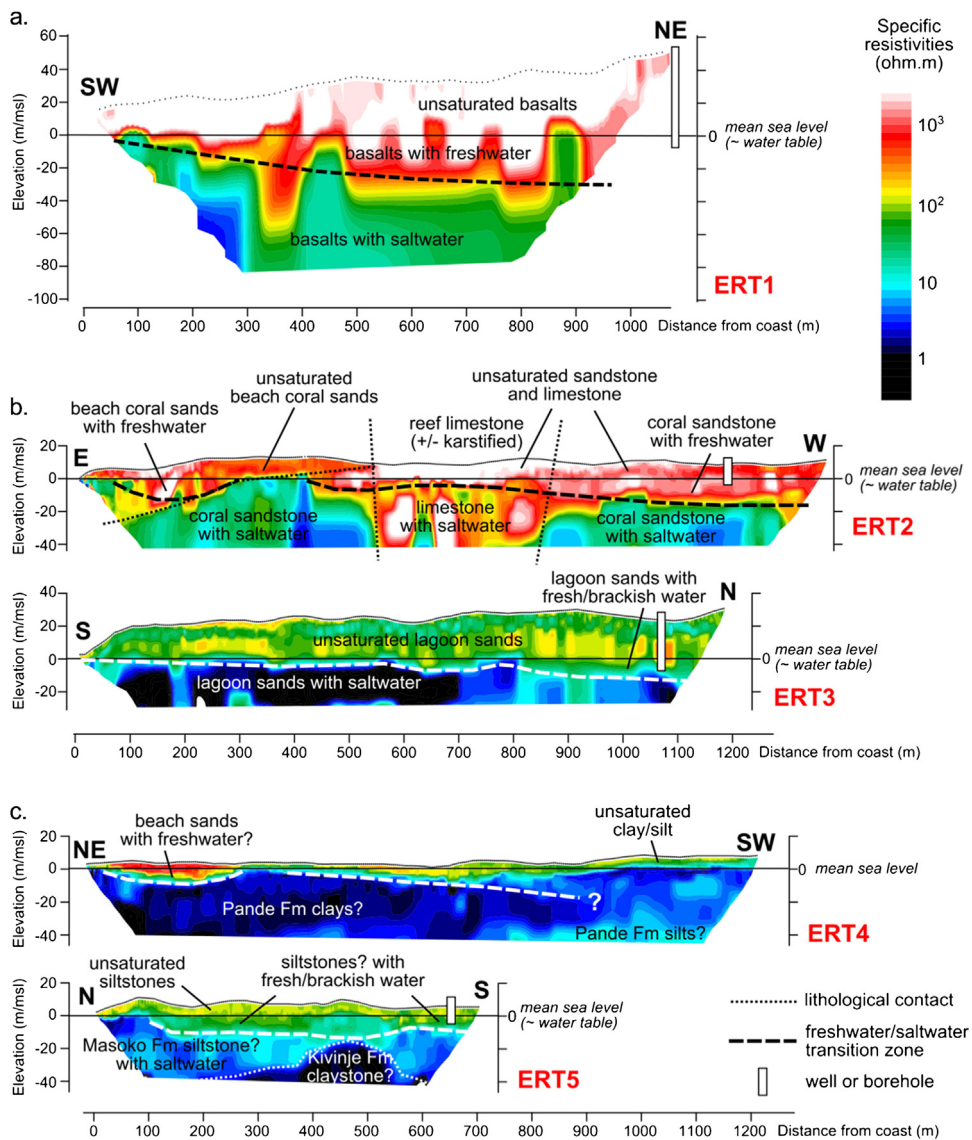 a.
Specific
resistivities
(ohm.m)
60
40
20
0
-20
-40
-60
-80
-100
Elevation (m/msl)
SW
NE
unsaturated basalts
0
mean sea level
(~ water table)
basalts with freshwater
basalts with saltwater
ERT1
10³
10²
10
1
0
100
200
300
400
500
600
700
800
900
1000
Distance from coast (m)
b.
unsaturated
beach coral sands
unsaturated sandstone
and limestone
beach coral sands
with freshwater
reef limestone
(+/- karstified)
coral sandstone
with freshwater
20
0
-20
-40
Elevation (m/msl)
E
W
0
mean sea level
(~ water table)
coral sandstone
with saltwater
limestone
with saltwater
coral sandstone
with saltwater
ERT2
lagoon sands with
fresh/brackish water
40
20
0
-20
Elevation (m/msl)
S
N
unsaturated lagoon sands
0
mean sea level
(~ water table)
lagoon sands with saltwater
ERT3
0
100
200
300
400
500
600
700
800
900
1000
1100
1200
Distance from coast (m)
c.
beach sands
with freshwater?
unsaturated
clay/silt
20
0
-20
-40
Elevation (m/msl)
NE
SW
0
mean sea level
Pande Fm clays?
?
Pande Fm silts?
ERT4
unsaturated
siltstones
siltstones? with
fresh/brackish water
20
0
-20
-40
Elevation (m/msl)
N
S
0
mean sea level
(~ water table)
Masoko Fm siltstone?
with saltwater
Kivinje Fm
claystone?
ERT5
lithological contact
freshwater/saltwater
transition zone
well or borehole
0
100
200
300
400
500
600
700
800
900
1000
1100
1200
Distance from coast (m)